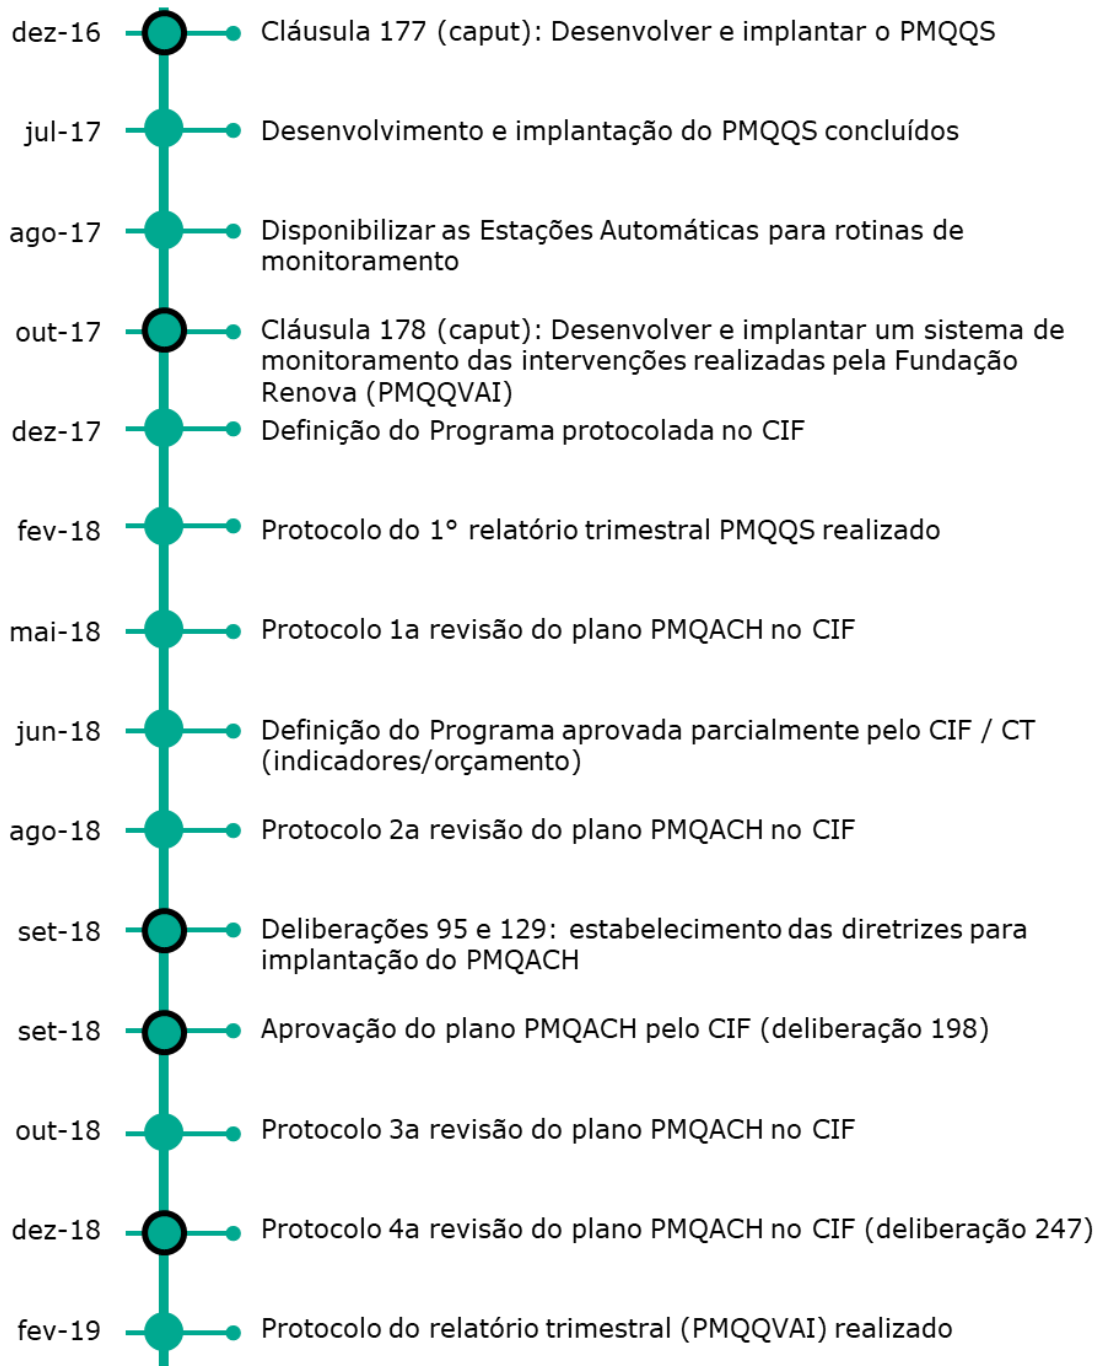 dez-16 Cláusula 177 (caput): Desenvolver e implantar o PMQQS
jul-17 Desenvolvimento e implantação do PMQQS concluídos
ago-17 Disponibilizar as Estações Automáticas para rotinas de
monitoramento
out-17 Cláusula 178 (caput): Desenvolver e implantar um sistema de
monitoramento das intervenções realizadas pela Fundação
Renova (PMQQVAI)
dez-17 Definição do Programa protocolada no CIF
fev-18 Protocolo do 1° relatório trimestral PMQQS realizado
mai-18 Protocolo 1a revisão do plano PMQACH no CIF
jun-18 Definição do Programa aprovada parcialmente pelo CIF / CT
(indicadores/orçamento)
ago-18 Protocolo 2a revisão do plano PMQACH no CIF
set-18 Deliberações 95 e 129: estabelecimento das diretrizes para
implantação do PMQACH
set-18 Aprovação do plano PMQACH pelo CIF (deliberação 198)
out-18 Protocolo 3a revisão do plano PMQACH no CIF
dez-18 Protocolo 4a revisão do plano PMQACH no CIF (deliberação 247)
fev-19 Protocolo do relatório trimestral (PMQQVAI) realizado